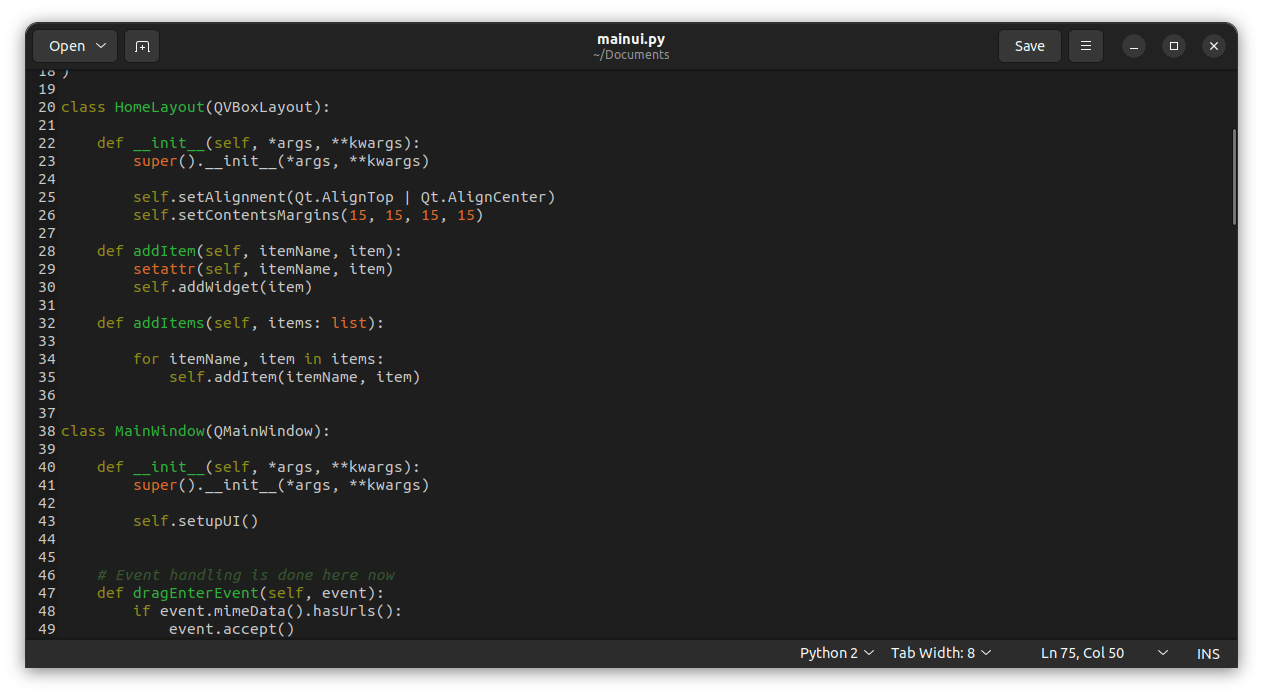 Open
mainui.py
~/Documents
Save
18 )
19
20 class HomeLayout(QVBoxLayout):
21
22     def __init__(self, *args, **kwargs):
23         super().__init__(*args, **kwargs)
24
25         self.setAlignment(Qt.AlignTop | Qt.AlignCenter)
26         self.setContentsMargins(15, 15, 15, 15)
27
28     def addItem(self, itemName, item):
29         setattr(self, itemName, item)
30         self.addWidget(item)
31
32     def addItems(self, items: list):
33
34         for itemName, item in items:
35             self.addItem(itemName, item)
36
37
38 class MainWindow(QMainWindow):
39
40     def __init__(self, *args, **kwargs):
41         super().__init__(*args, **kwargs)
42
43         self.setupUI()
44
45
46     # Event handling is done here now
47     def dragEnterEvent(self, event):
48         if event.mimeData().hasUrls():
49             event.accept()
Python 2 Tab Width: 8 Ln 75, Col 50 INS